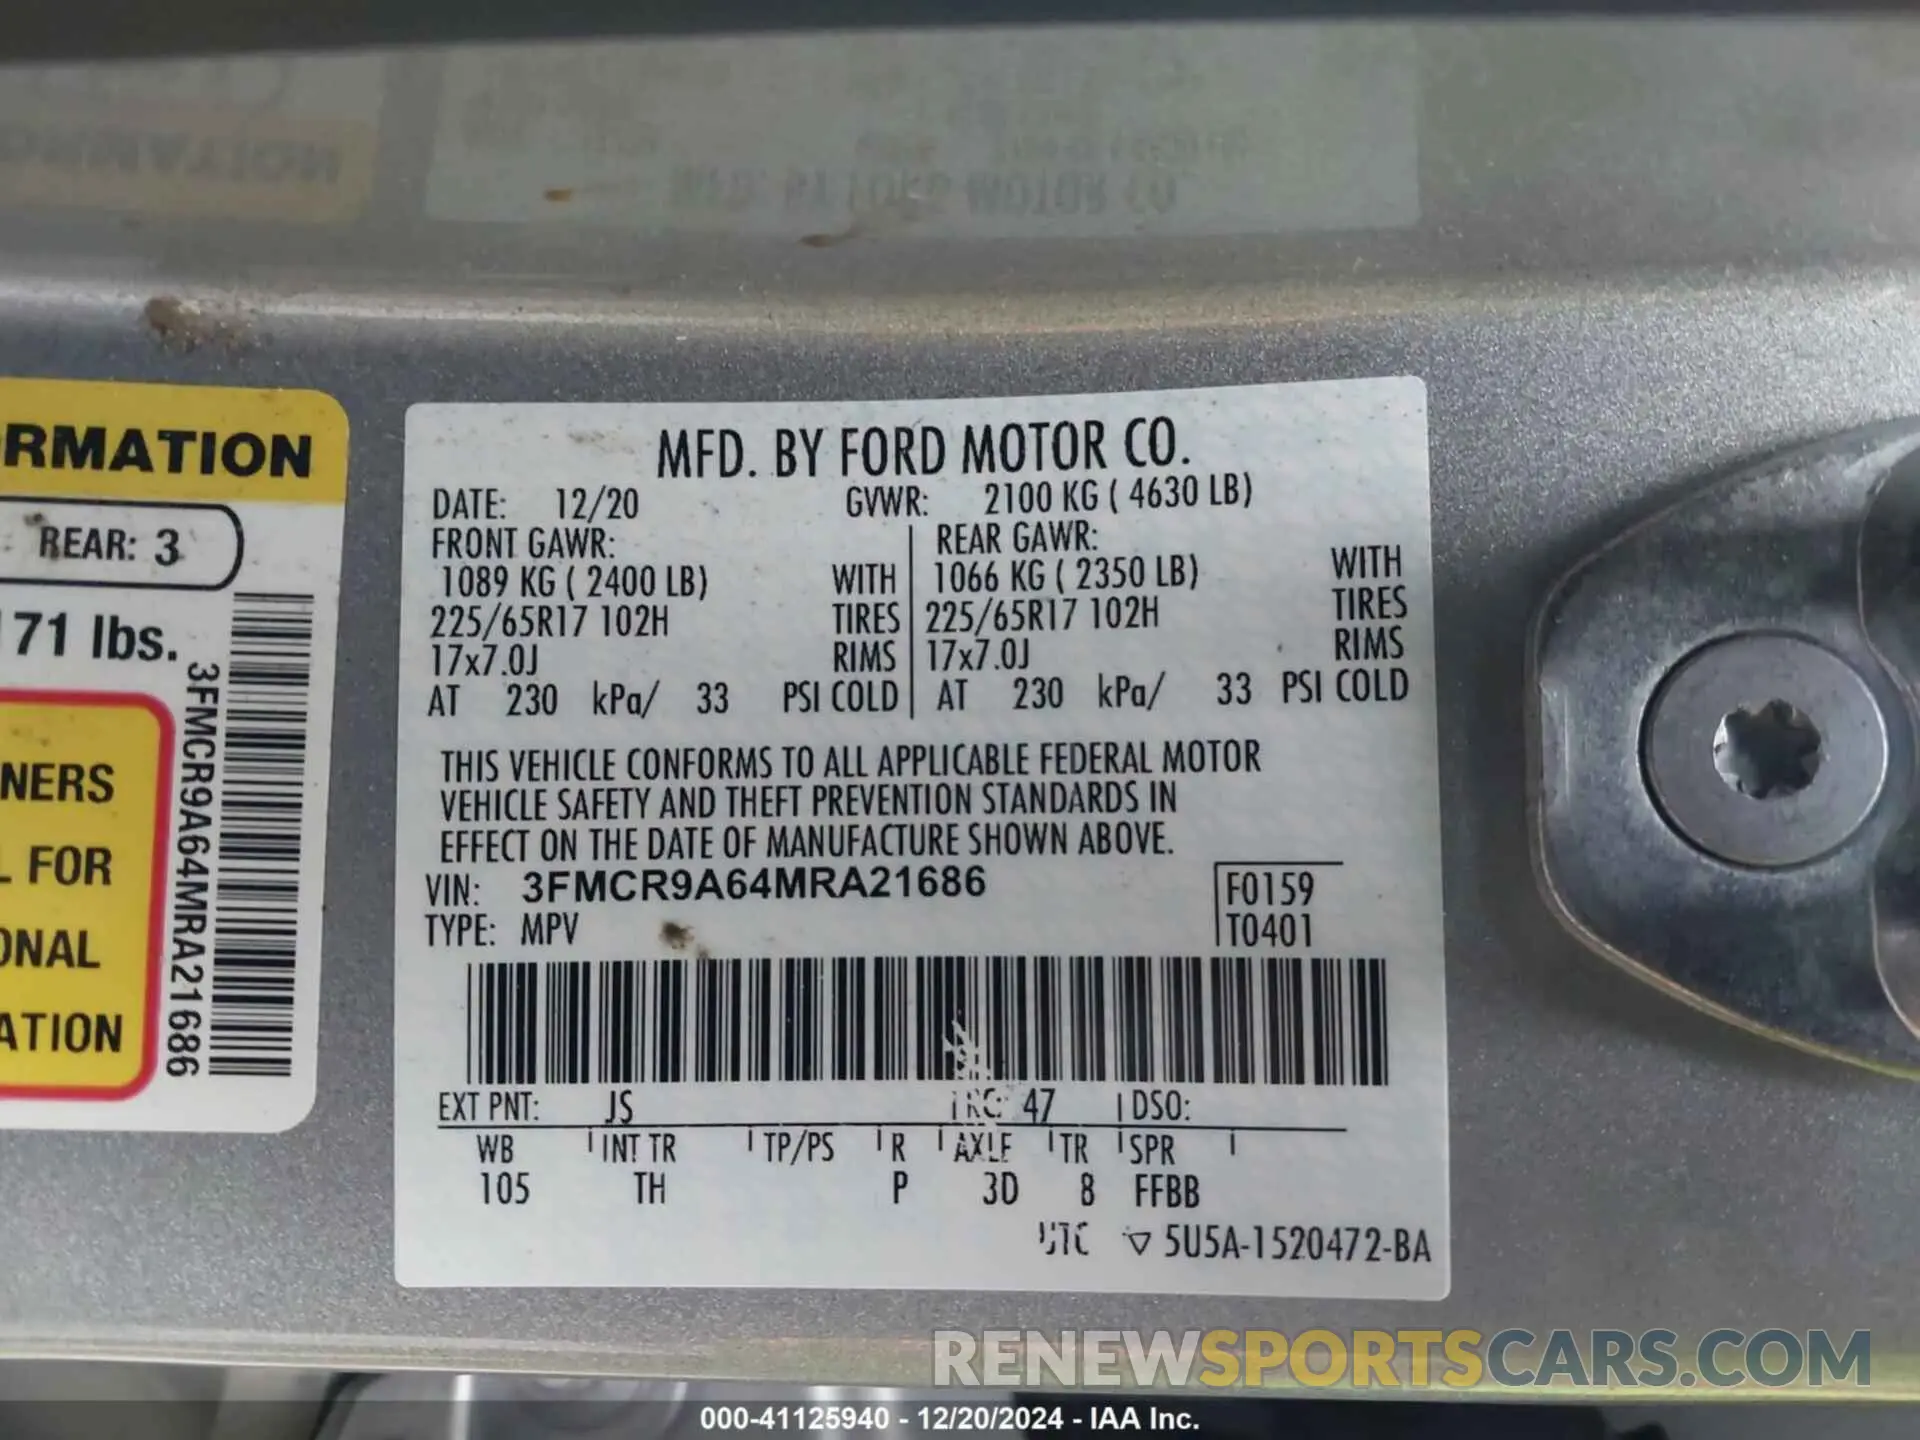 RMATION
REAR: 3
171 lbs.
3FMCR9A64MRA21686
NERS
L FOR
ONAL
ATION
MFD. BY FORD MOTOR CO.
DATE: 12/20 GVWR: 2100 KG ( 4630 LB)
FRONT GAWR: REAR GAWR:
1089 KG ( 2400 LB) WITH 1066 KG ( 2350 LB) WITH
225/65R17 102H TIRES 225/65R17 102H TIRES
17x7.0J RIMS 17x7.0J RIMS
AT 230 kPa/ 33 PSI COLD AT 230 kPa/ 33 PSI COLD
THIS VEHICLE CONFORMS TO ALL APPLICABLE FEDERAL MOTOR
VEHICLE SAFETY AND THEFT PREVENTION STANDARDS IN
EFFECT ON THE DATE OF MANUFACTURE SHOWN ABOVE.
VIN: 3FMCR9A64MRA21686 F0159
TYPE: MPV T0401
EXT PNT: JS RC: 47 DSO:
WB INT TR TP/PS R AXLE TR SPR
105 TH P 3D 8 FFBB
UTC ▽ 5U5A-1520472-BA
RENEWSPORTSCARS.COM
000-41125940 - 12/20/2024 - IAA Inc.